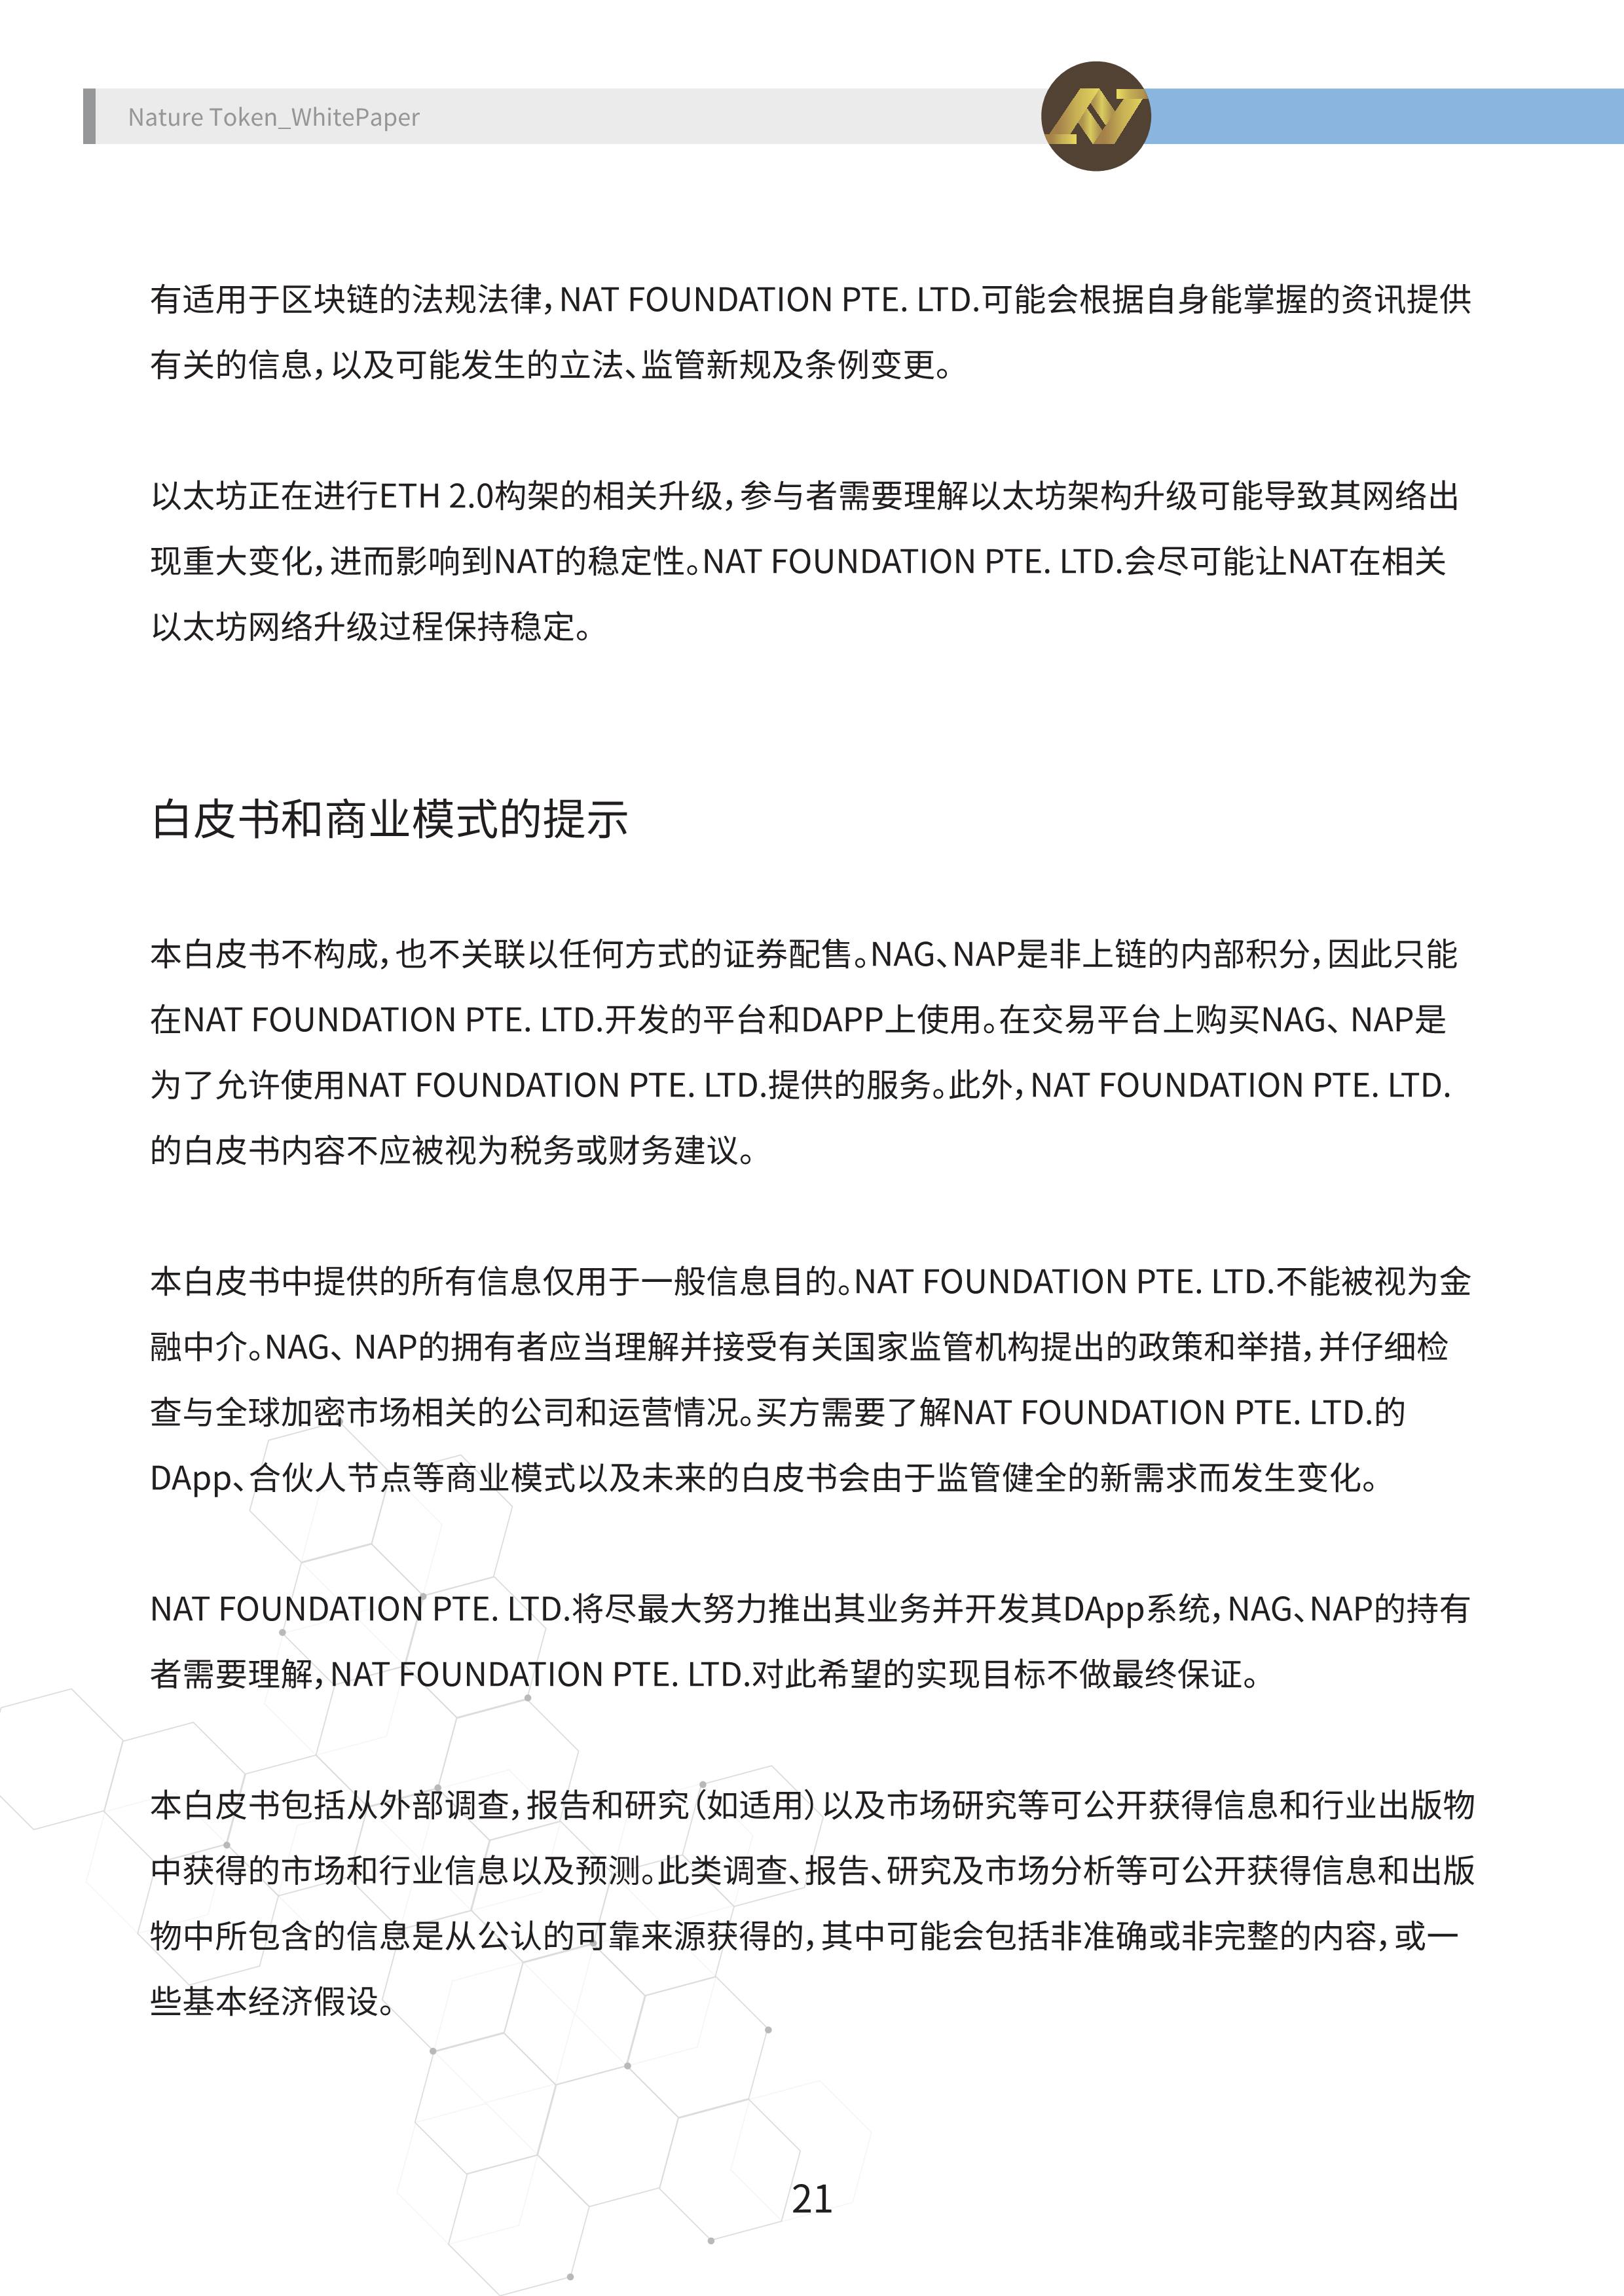 Nature Token_WhitePaper
有适用于区块链的法规法律，NAT FOUNDATION PTE. LTD.可能会根据自身能掌握的资讯提供
有关的信息，以及可能发生的立法、监管新规及条例变更。
以太坊正在进行ETH 2.0构架的相关升级，参与者需要理解以太坊架构升级可能导致其网络出
现重大变化，进而影响到NAT的稳定性。NAT FOUNDATION PTE. LTD.会尽可能让NAT在相关
以太坊网络升级过程保持稳定。
白皮书和商业模式的提示
本白皮书不构成，也不关联以任何方式的证券配售。NAG、NAP是非上链的内部积分，因此只能
在NAT FOUNDATION PTE. LTD.开发的平台和DAPP上使用。在交易平台上购买NAG、 NAP是
为了允许使用NAT FOUNDATION PTE. LTD.提供的服务。此外，NAT FOUNDATION PTE. LTD.
的白皮书内容不应被视为税务或财务建议。
本白皮书中提供的所有信息仅用于一般信息目的。NAT FOUNDATION PTE. LTD.不能被视为金
融中介。NAG、 NAP的拥有者应当理解并接受有关国家监管机构提出的政策和举措，并仔细检
查与全球加密市场相关的公司和运营情况。买方需要了解NAT FOUNDATION PTE. LTD.的
DApp、合伙人节点等商业模式以及未来的白皮书会由于监管健全的新需求而发生变化。
NAT FOUNDATION PTE. LTD.将尽最大努力推出其业务并开发其DApp系统，NAG、NAP的持有
者需要理解，NAT FOUNDATION PTE. LTD.对此希望的实现目标不做最终保证。
本白皮书包括从外部调查，报告和研究（如适用）以及市场研究等可公开获得信息和行业出版物
中获得的市场和行业信息以及预测。此类调查、报告、研究及市场分析等可公开获得信息和出版
物中所包含的信息是从公认的可靠来源获得的，其中可能会包括非准确或非完整的内容，或一
些基本经济假设。
21